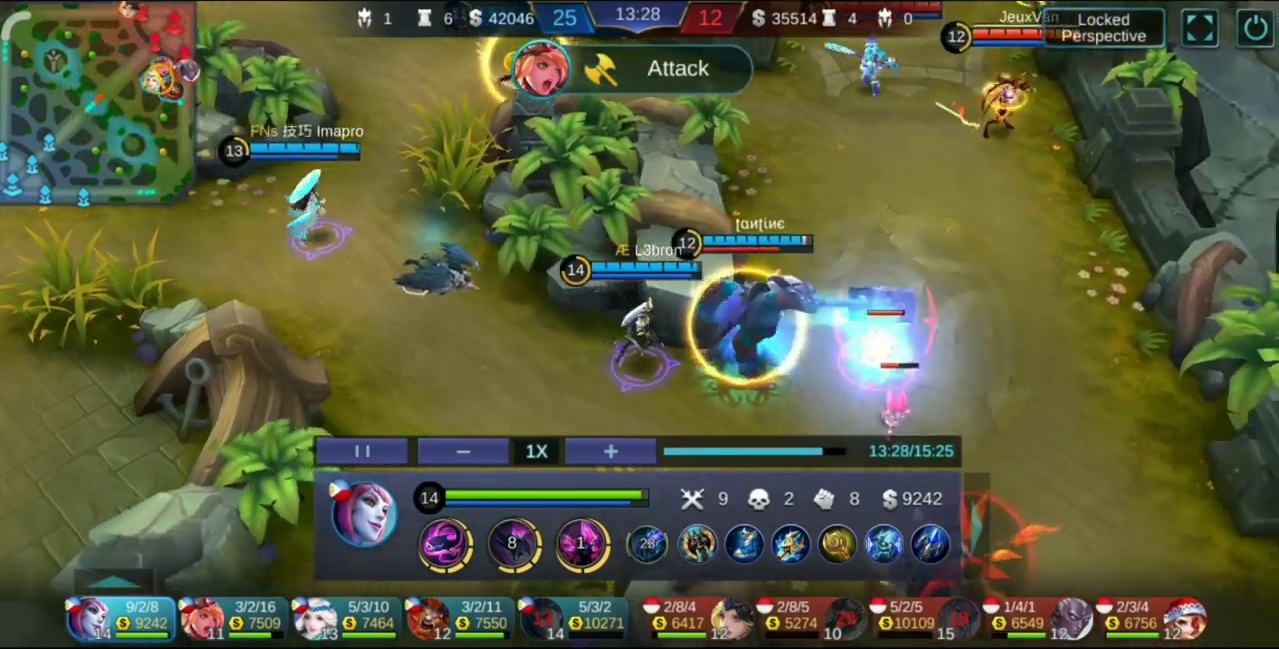 1 6 $ 42046 25 13:28 12 $ 35514 4 0
JeuxVan
12
Locked
Perspective
Attack
FNs 技巧 Imapro
13
ʈαиʈiиє
12
Æ L3bron
14
1X
13:28/15:25
14
9 2 8 $ 9242
8 1 28
9/2/8 3/2/16 5/3/10 3/2/11 5/3/2 2/8/4 2/8/5 5/2/5 1/4/1 2/3/4
9242 7509 7464 7550 10271 6417 5274 10109 6549 6756
14 11 13 12 14 12 10 15 12 12